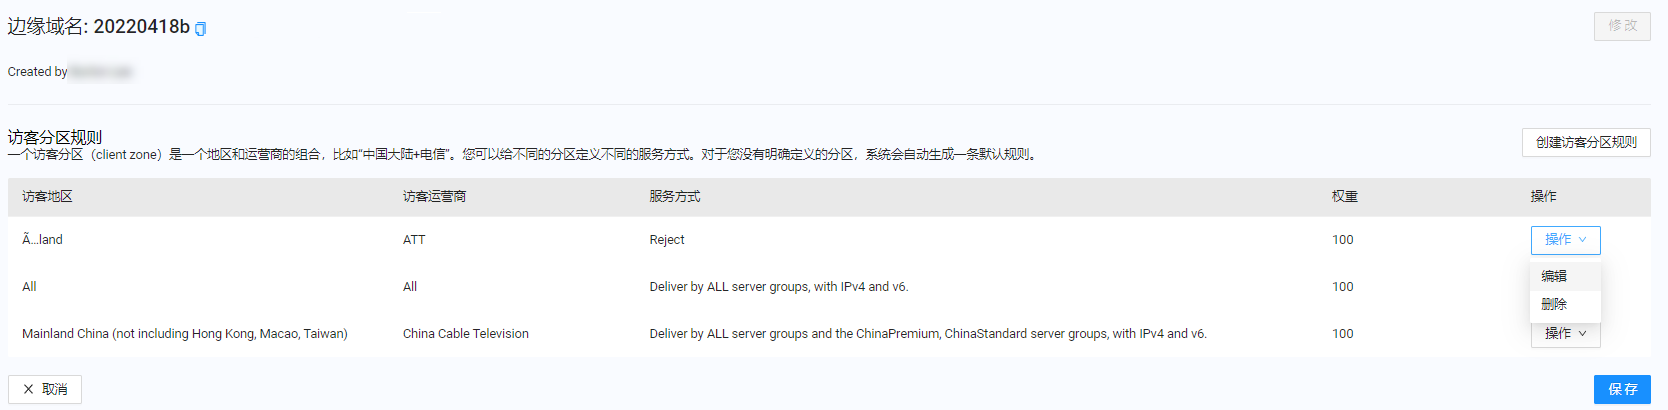 边缘域名: 20220418b
修 改
Created by
访客分区规则
一个访客分区（client zone）是一个地区和运营商的组合，比如“中国大陆+电信”。您可以给不同的分区定义不同的服务方式。对于您没有明确定义的分区，系统会自动生成一条默认规则。
创建访客分区规则
访客地区 访客运营商 服务方式 权重 操作
Ã…land ATT Reject 100 操作
All All Deliver by ALL server groups, with IPv4 and v6. 100
编辑
删除
Mainland China (not including Hong Kong, Macao, Taiwan) China Cable Television Deliver by ALL server groups and the ChinaPremium, ChinaStandard server groups, with IPv4 and v6. 100 操作
取消
保 存